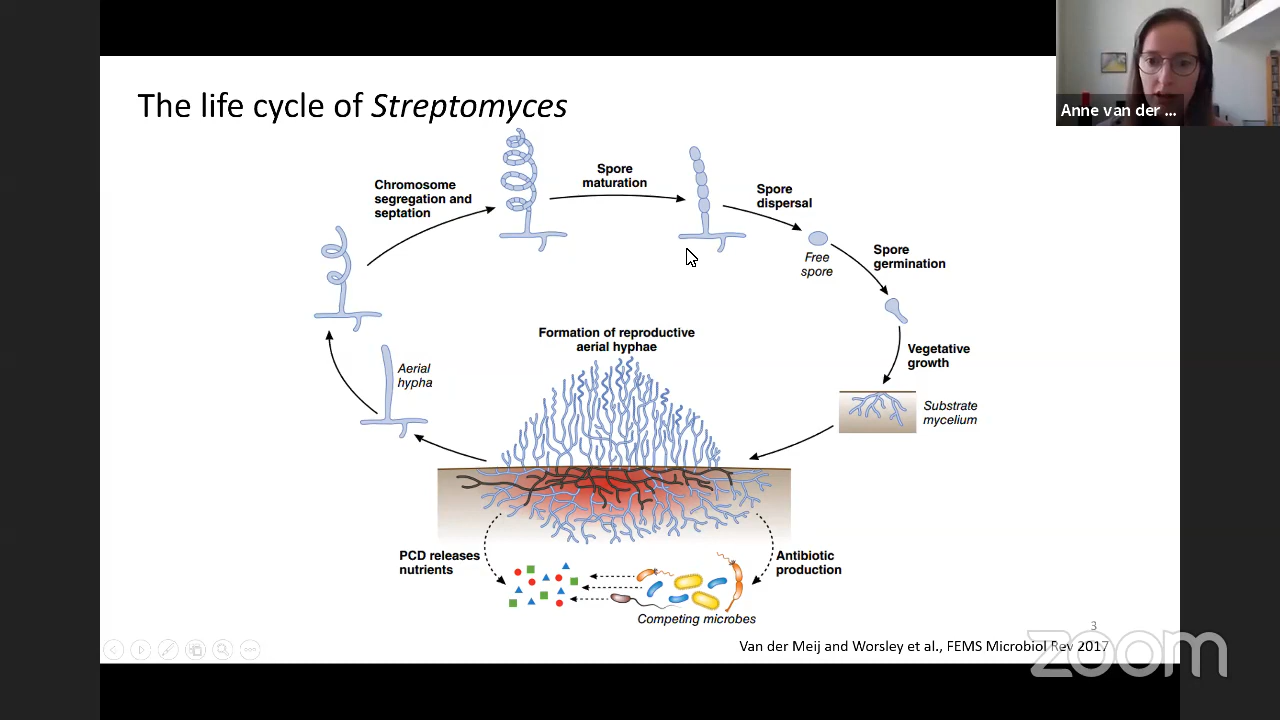 The life cycle of Streptomyces
Anne van der ...
Chromosome
segregation and
septation
Spore
maturation
Spore
dispersal
Free
spore
Spore
germination
Vegetative
growth
Substrate
mycelium
Formation of reproductive
aerial hyphae
Aerial
hypha
PCD releases
nutrients
Antibiotic
production
Competing microbes
3
Van der Meij and Worsley et al., FEMS Microbiol Rev 2017
zoom